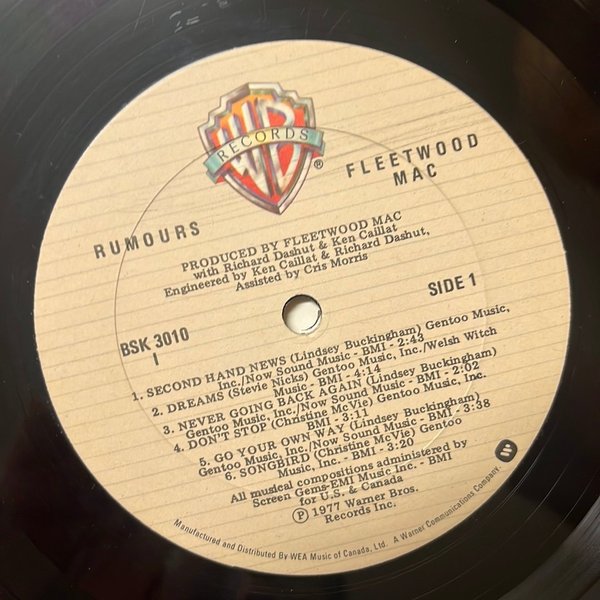 WB
RECORDS
®
FLEETWOOD
MAC
RUMOURS
PRODUCED BY FLEETWOOD MAC
with Richard Dashut & Ken Caillat
Engineered by Ken Caillat & Richard Dashut,
Assisted by Cris Morris
SIDE 1
BSK 3010
1
1. SECOND HAND NEWS (Lindsey Buckingham) Gentoo Music,
Inc./Now Sound Music - BMI - 2:43
2. DREAMS (Stevie Nicks) Gentoo Music, Inc./Welsh Witch
Music - BMI - 4:14
3. NEVER GOING BACK AGAIN (Lindsey Buckingham)
Gentoo Music, Inc./Now Sound Music - BMI - 2:02
4. DON'T STOP (Christine McVie) Gentoo Music, Inc.
BMI - 3:11
5. GO YOUR OWN WAY (Lindsey Buckingham)
Gentoo Music, Inc./Now Sound Music - BMI - 3:38
6. SONGBIRD (Christine McVie) Gentoo
Music, Inc. - BMI - 3:20
All musical compositions administered by
Screen Gems-EMI Music Inc. - BMI
for U.S. & Canada
℗ 1977 Warner Bros.
Records Inc.
Manufactured and Distributed By WEA Music of Canada, Ltd. A Warner Communications Company.